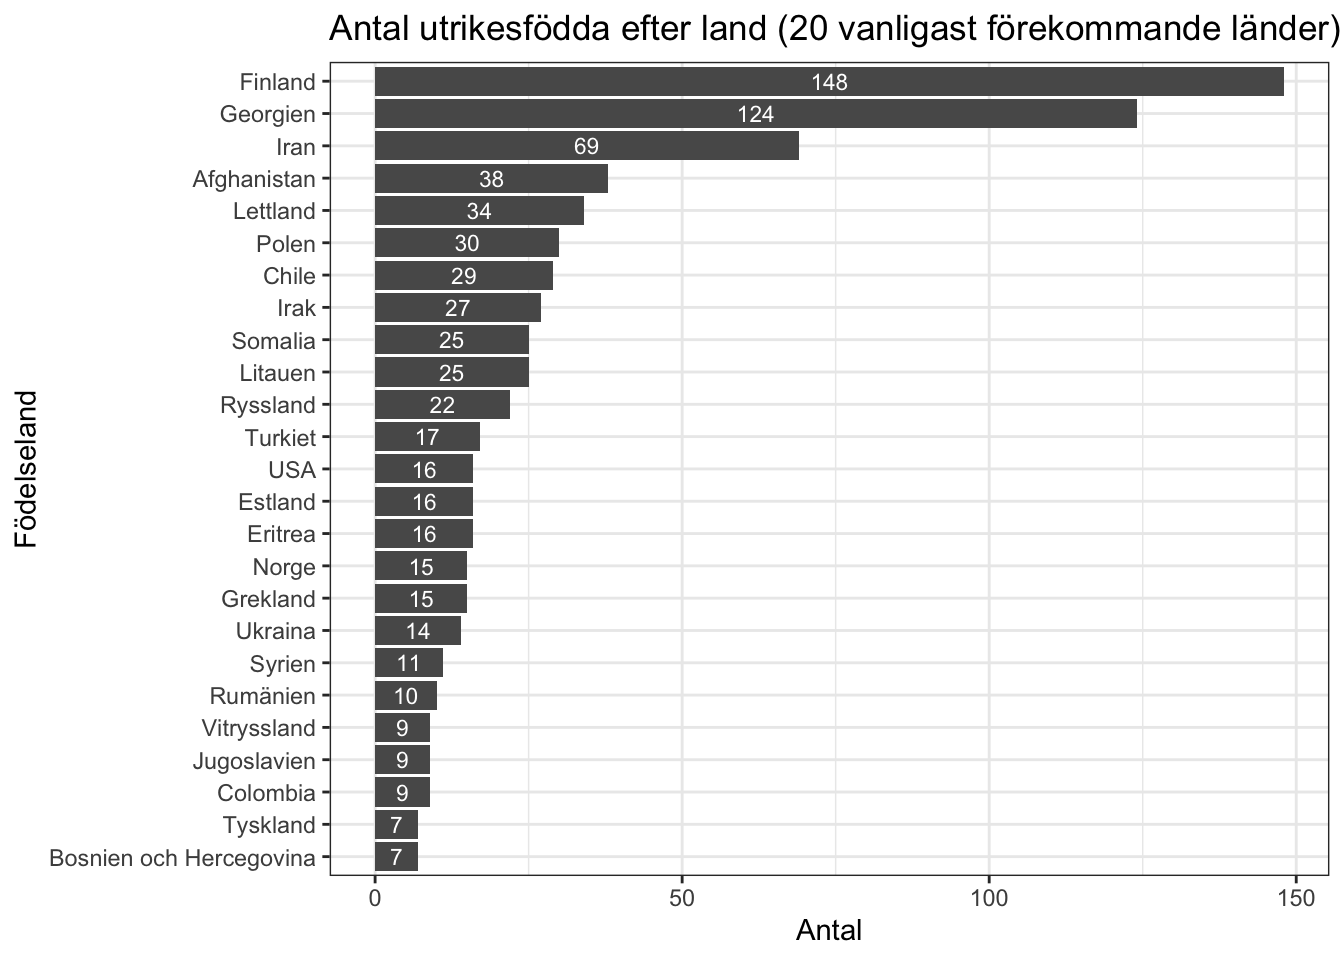 Antal utrikesfödda efter land (20 vanligast förekommande länder)
Födelseland
Finland 148
Georgien 124
Iran 69
Afghanistan 38
Lettland 34
Polen 30
Chile 29
Irak 27
Somalia 25
Litauen 25
Ryssland 22
Turkiet 17
USA 16
Estland 16
Eritrea 16
Norge 15
Grekland 15
Ukraina 14
Syrien 11
Rumänien 10
Vitryssland 9
Jugoslavien 9
Colombia 9
Tyskland 7
Bosnien och Hercegovina 7
0 50 100 150
Antal